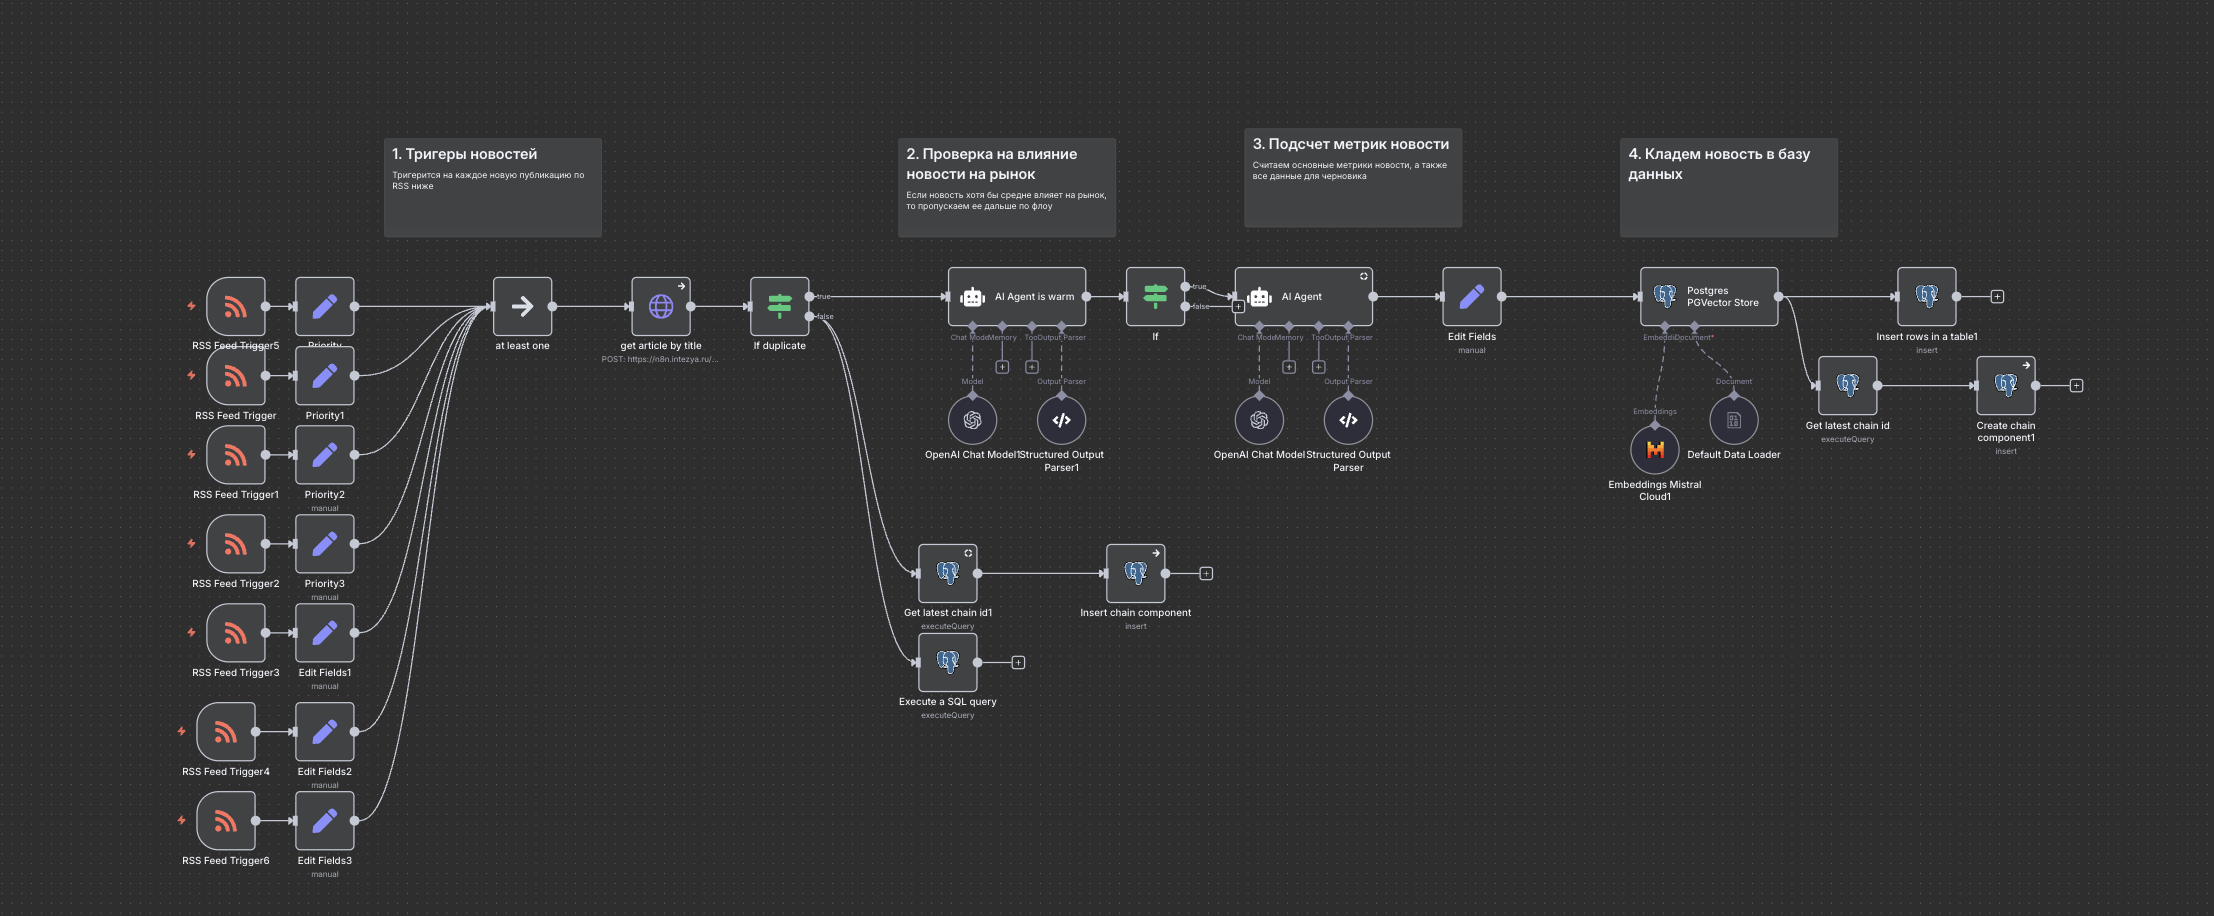 1. Тригеры новостей
Тригерится на каждое новую публикацию по
RSS ниже
2. Проверка на влияние
новости на рынок
Если новость хотя бы средне влияет на рынок,
то пропускаем ее дальше по флоу
3. Подсчет метрик новости
Считаем основные метрики новости, а также
все данные для черновика
4. Кладем новость в базу
данных
RSS Feed Trigger5
Priority
RSS Feed Trigger
Priority1
RSS Feed Trigger1
Priority2
manual
RSS Feed Trigger2
Priority3
manual
RSS Feed Trigger3
Edit Fields1
manual
RSS Feed Trigger4
Edit Fields2
manual
RSS Feed Trigger6
Edit Fields3
manual
at least one
get article by title
POST: https://n8n.intezya.ru/...
If duplicate
true
false
AI Agent is warm
Chat Model
Memory
Tool
Output Parser
Model
Output Parser
OpenAI Chat Model1
Structured Output
Parser1
If
true
false
AI Agent
Chat Model
Memory
Tool
Output Parser
Model
Output Parser
OpenAI Chat Model
Structured Output
Parser
Edit Fields
manual
Postgres
PGVector Store
Embedding
Document*
Embeddings
Document
Embeddings Mistral
Cloud1
Default Data Loader
Insert rows in a table1
insert
Get latest chain id
executeQuery
Create chain
component1
insert
Get latest chain id1
executeQuery
Insert chain component
insert
Execute a SQL query
executeQuery